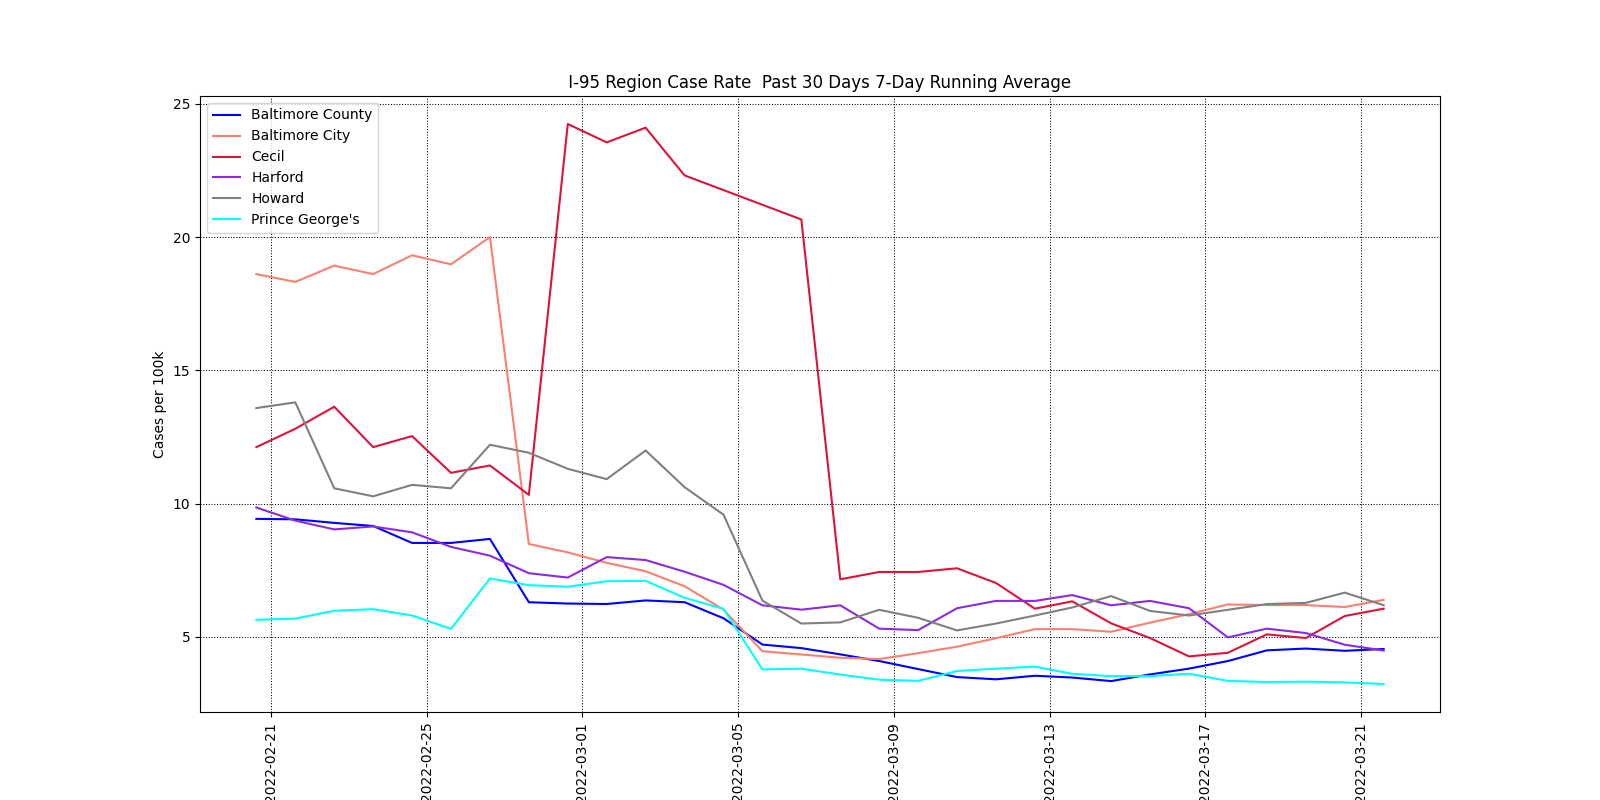 I-95 Region Case Rate  Past 30 Days 7-Day Running Average
25
20
15
10
5
Cases per 100k
Baltimore County
Baltimore City
Cecil
Harford
Howard
Prince George's
2022-02-21
2022-02-25
2022-03-01
2022-03-05
2022-03-09
2022-03-13
2022-03-17
2022-03-21